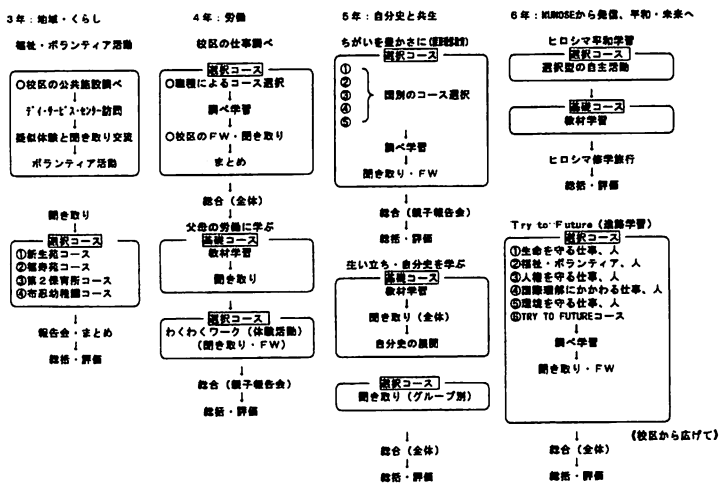 3年：地域・くらし
福祉・ボランティア活動
○校区の公共施設調べ
↓
デイ・サービス・センター訪問
↓
疑似体験と聞き取り交流
↓
ボランティア活動
聞き取り
選択コース
①新生苑コース
②福寿苑コース
③第2保育所コース
④布忍幼稚園コース
↓
報告会・まとめ
↓
総括・評価
4年：労働
校区の仕事調べ
選択コース
○職種によるコース選択
↓
調べ学習
↓
○校区のFW・聞き取り
↓
まとめ
↓
総合（全体）
↓
父母の労働に学ぶ
基礎コース
教材学習
↓
聞き取り
↓
選択コース
わくわくワーク（体験活動）
（聞き取り・FW）
↓
総合（親子報告会）
↓
総括・評価
5年：自分史と共生
ちがいを豊かさに
選択コース
①
②
③
④
⑤
国別のコース選択
↓
調べ学習
↓
聞き取り・FW
↓
総合（親子報告会）
↓
総括・評価
生い立ち・自分史を学ぶ
基礎コース
教材学習
↓
聞き取り（全体）
↓
自分史の展開
選択コース
聞き取り（グループ別）
↓
総合（全体）
↓
総括・評価
6年：NUNOSEから発信、平和・未来へ
ヒロシマ平和学習
選択コース
選択型の自主活動
↓
基礎コース
教材学習
↓
ヒロシマ修学旅行
↓
総括・評価
Try to Future（進路学習）
選択コース
①生命を守る仕事、人
②福祉・ボランティア、人
③人権を守る仕事、人
④国際理解にかかわる仕事、人
⑤環境を守る仕事、人
⑥TRY TO FUTUREコース
↓
調べ学習
↓
聞き取り・FW
↓
《校区から広げて》
総合（全体）
↓
総括・評価